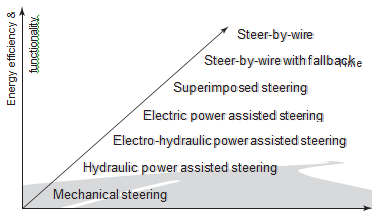 Energy efficiency &
functionality.
Steer-by-wire
Steer-by-wire with fallback
Time
Superimposed steering
Electric power assisted steering
Electro-hydraulic power assisted steering
Hydraulic power assisted steering
Mechanical steering